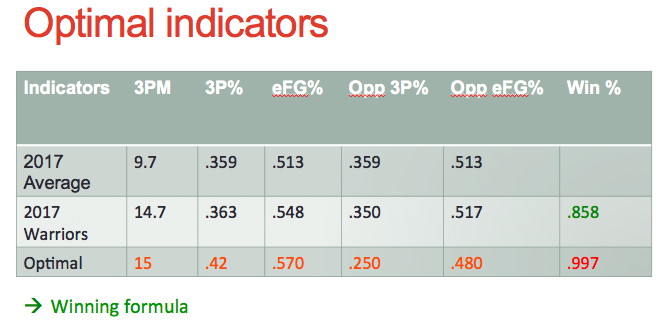 Optimal indicators
Indicators 3PM 3P% eFG% Opp 3P% Opp eFG% Win %
2017 Average 9.7 .359 .513 .359 .513
2017 Warriors 14.7 .363 .548 .350 .517 .858
Optimal 15 .42 .570 .250 .480 .997
→ Winning formula